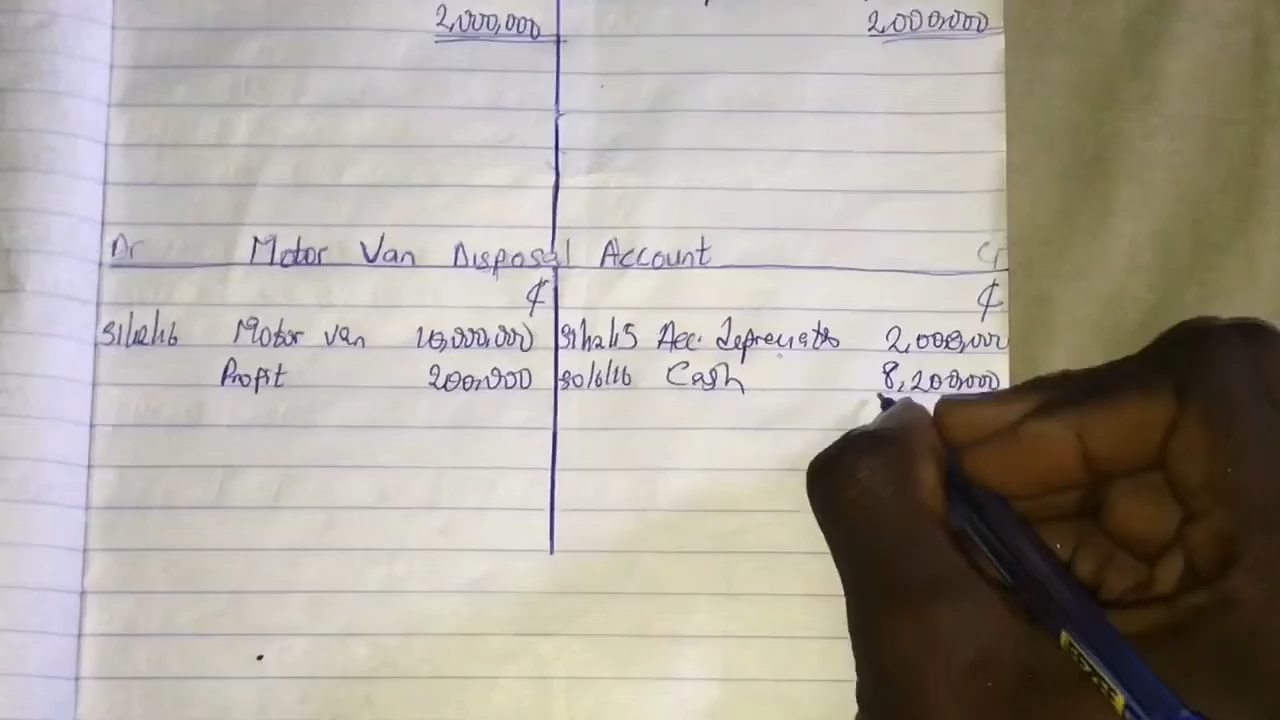 2,000,000 2,000,000
Dr Motor Van Disposal Account Cr
₵ ₵
31/12/16 Motor van 10,000,000 31/12/15 Acc. depreciatn 2,000,000
Profit 200,000 30/6/16 Cash 8,200,000